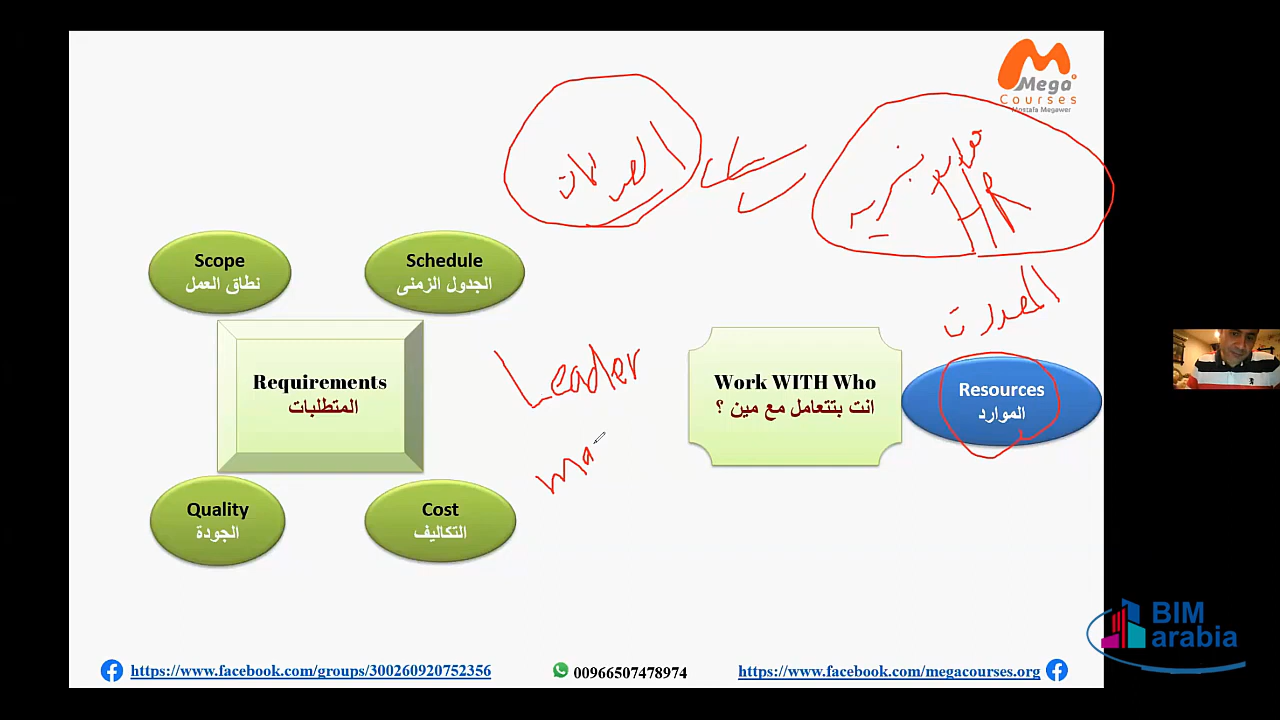 Mega
Courses
Mostafa Megawer
HR
Scope
نطاق العمل
Schedule
الجدول الزمنى
Requirements
المتطلبات
Leader
Ma
Work WITH Who
انت بتتعامل مع مين ؟
Resources
الموارد
Quality
الجودة
Cost
التكاليف
https://www.facebook.com/groups/300260920752356
00966507478974
https://www.facebook.com/megacourses.org
BIM
arabia